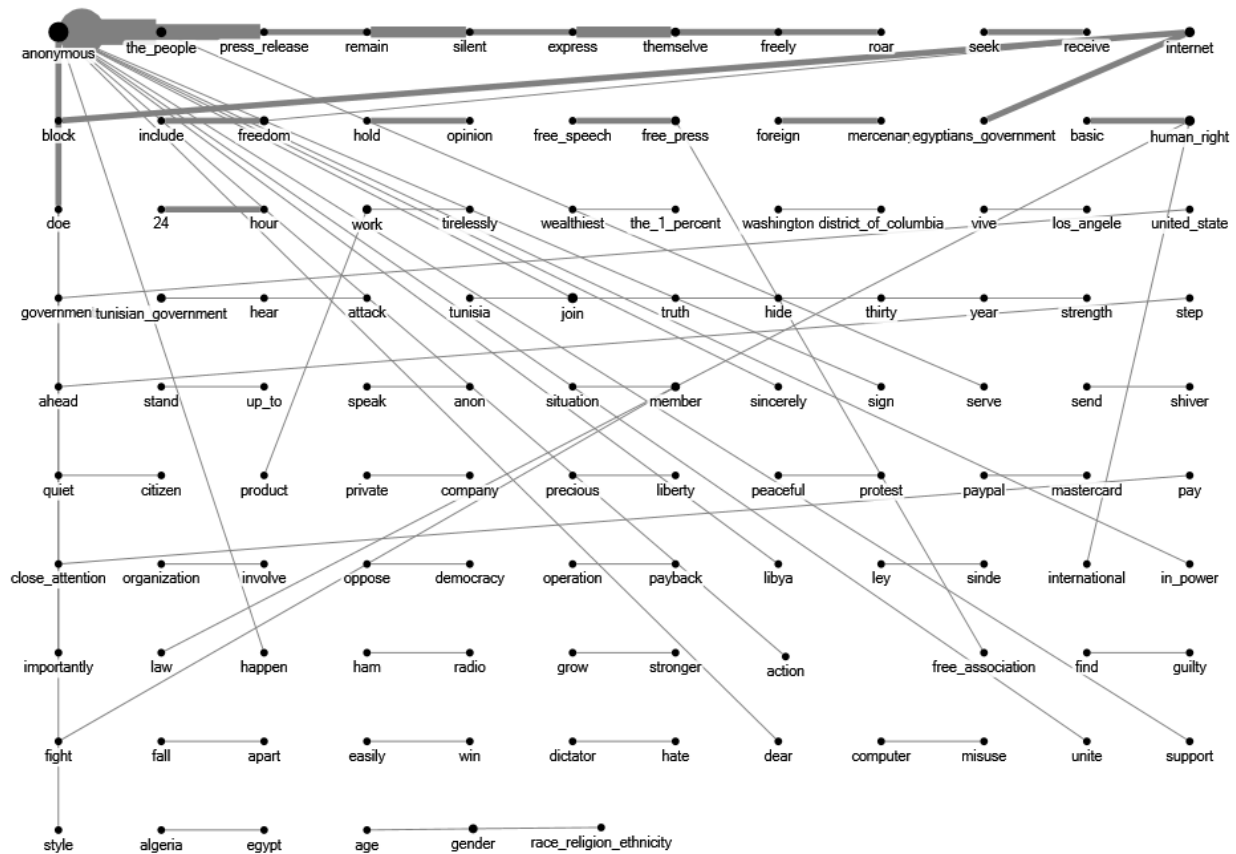 anonymous the_people press_release remain silent express themselve freely roar seek receive internet
block include freedom hold opinion free_speech free_press foreign mercenary egyptians_government basic human_right
doe 24 hour work tirelessly wealthiest the_1_percent washington district_of_columbia vive los_angele united_state
government tunisian_government hear attack tunisia join truth hide thirty year strength step
ahead stand up_to speak anon situation member sincerely sign serve send shiver
quiet citizen product private company precious liberty peaceful protest paypal mastercard pay
close_attention organization involve oppose democracy operation payback libya ley sinde international in_power
importantly law happen ham radio grow stronger action free_association find guilty
fight fall apart easily win dictator hate dear computer misuse unite support
style algeria egypt age gender race_religion_ethnicity